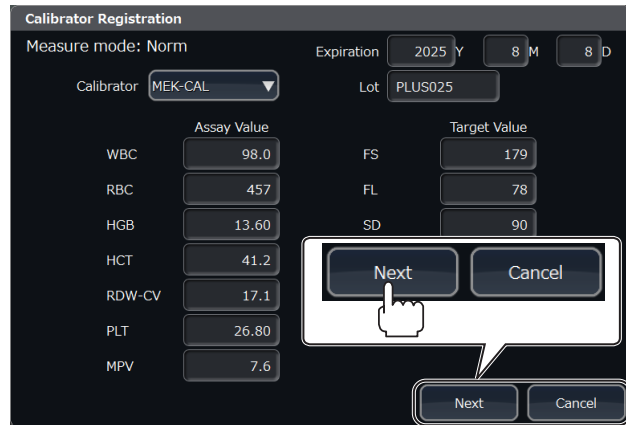 Calibrator Registration
Measure mode: Norm
Expiration 2025 Y 8 M 8 D
Calibrator MEK-CAL
Lot PLUS025
Assay Value Target Value
WBC 98.0 FS 179
RBC 457 FL 78
HGB 13.60 SD 90
HCT 41.2
Next Cancel
RDW-CV 17.1
PLT 26.80
MPV 7.6
Next Cancel